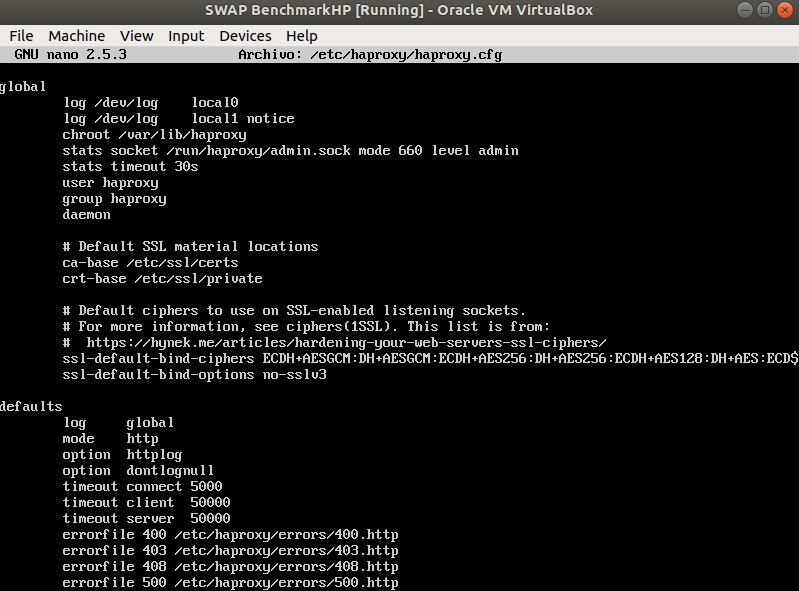 SWAP BenchmarkHP [Running] - Oracle VM VirtualBox
File Machine View Input Devices Help
GNU nano 2.5.3 Archivo: /etc/haproxy/haproxy.cfg
global
log /dev/log local0
log /dev/log local1 notice
chroot /var/lib/haproxy
stats socket /run/haproxy/admin.sock mode 660 level admin
stats timeout 30s
user haproxy
group haproxy
daemon
# Default SSL material locations
ca-base /etc/ssl/certs
crt-base /etc/ssl/private
# Default ciphers to use on SSL-enabled listening sockets.
# For more information, see ciphers(1SSL). This list is from:
#  https://hynek.me/articles/hardening-your-web-servers-ssl-ciphers/
ssl-default-bind-ciphers ECDH+AESGCM:DH+AESGCM:ECDH+AES256:DH+AES256:ECDH+AES128:DH+AES:ECD$
ssl-default-bind-options no-sslv3
defaults
log global
mode http
option httplog
option dontlognull
timeout connect 5000
timeout client 50000
timeout server 50000
errorfile 400 /etc/haproxy/errors/400.http
errorfile 403 /etc/haproxy/errors/403.http
errorfile 408 /etc/haproxy/errors/408.http
errorfile 500 /etc/haproxy/errors/500.http